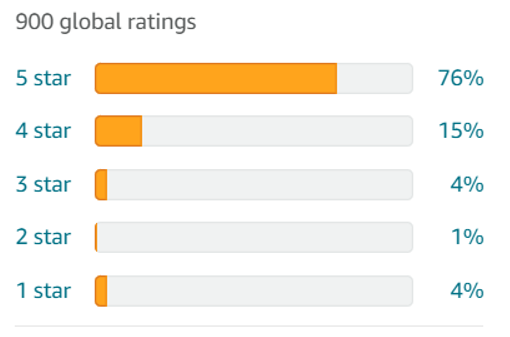 900 global ratings
5 star 76%
4 star 15%
3 star 4%
2 star 1%
1 star 4%